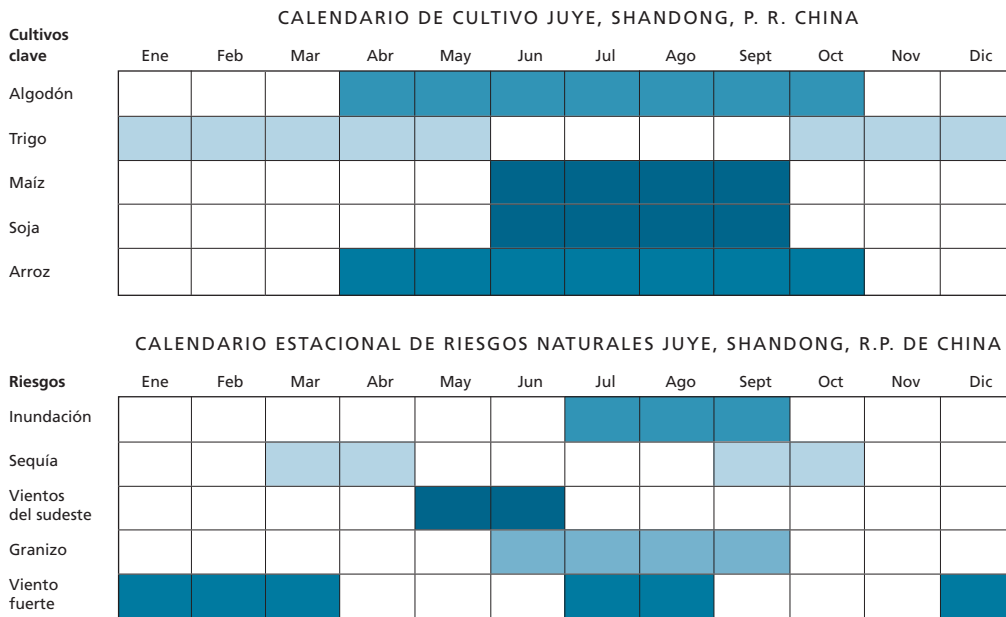 CALENDARIO DE CULTIVO JUYE, SHANDONG, P. R. CHINA
Cultivos
clave Ene Feb Mar Abr May Jun Jul Ago Sept Oct Nov Dic
Algodón
Trigo
Maíz
Soja
Arroz
CALENDARIO ESTACIONAL DE RIESGOS NATURALES JUYE, SHANDONG, R.P. DE CHINA
Riesgos Ene Feb Mar Abr May Jun Jul Ago Sept Oct Nov Dic
Inundación
Sequía
Vientos
del sudeste
Granizo
Viento
fuerte